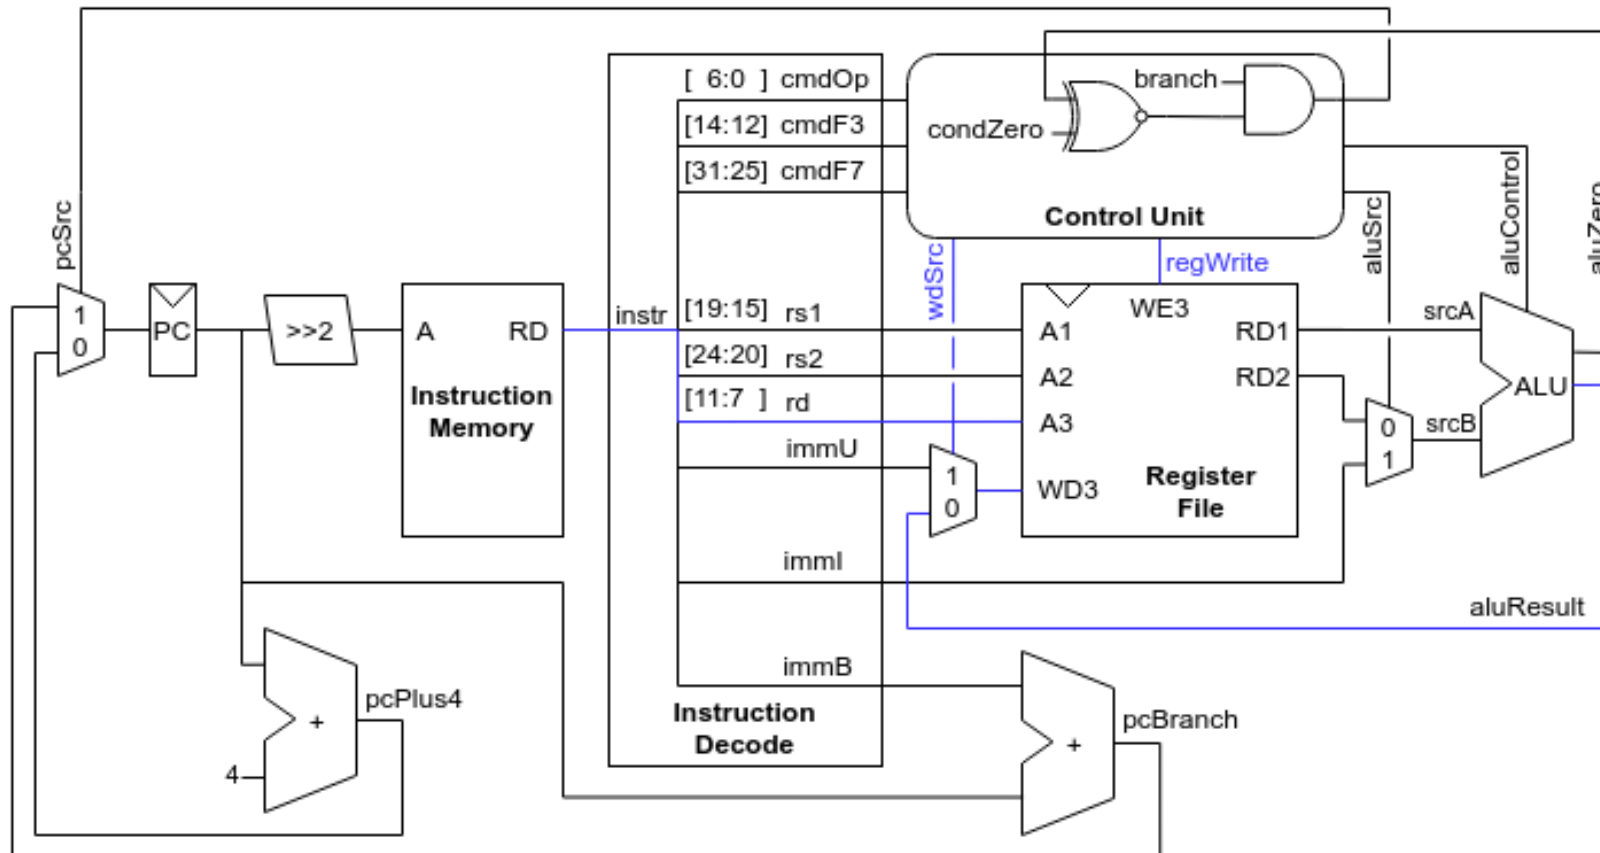 [ 6:0 ] cmdOp
branch
[14:12] cmdF3
condZero
[31:25] cmdF7
Control Unit
pcSrc
wdSrc
regWrite
aluSrc
aluControl
aluZero
1
0
PC
>>2
A
RD
Instruction
Memory
instr
[19:15] rs1
[24:20] rs2
[11:7 ] rd
immU
A1
A2
A3
WD3
WE3
RD1
RD2
Register
File
1
0
srcA
srcB
0
1
ALU
immI
aluResult
immB
Instruction
Decode
pcPlus4
+
4
pcBranch
+